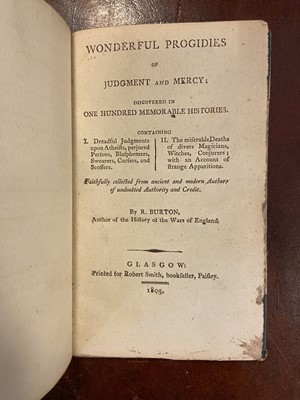 WONDERFUL PROGIDIES
OF
JUDGMENT AND MERCY:
DISCOVERED IN
ONE HUNDRED MEMORABLE HISTORIES.
CONTAINING
I. Dreadful Judgments
upon Atheists, perjured
Persons, Blasphemers,
Swearers, Cursers, and
Scoffers.
II. The miserable Deaths
of divers Magicians,
Witches, Conjurers;
with an Account of
strange Apparitions.
Faithfully collected from ancient and modern Authors
of undoubted Authority and Credit.
By R. BURTON,
Author of the History of the Wars of England.
GLASGOW:
Printed for Robert Smith, bookseller, Paisley.
1805.